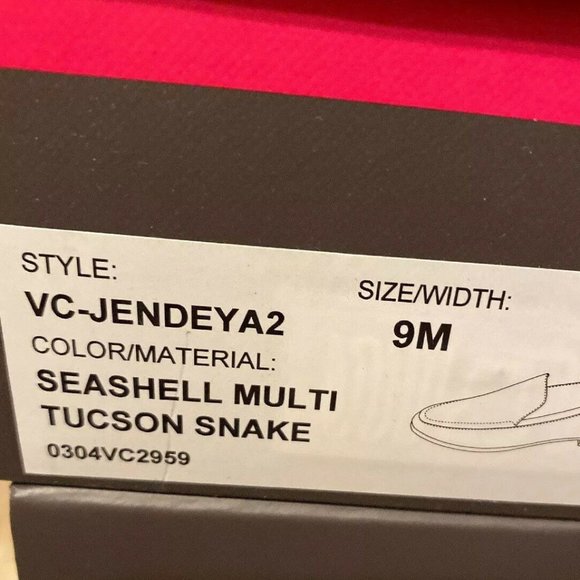 STYLE:
VC-JENDEYA2
SIZE/WIDTH:
9M
COLOR/MATERIAL:
SEASHELL MULTI
TUCSON SNAKE
0304VC2959